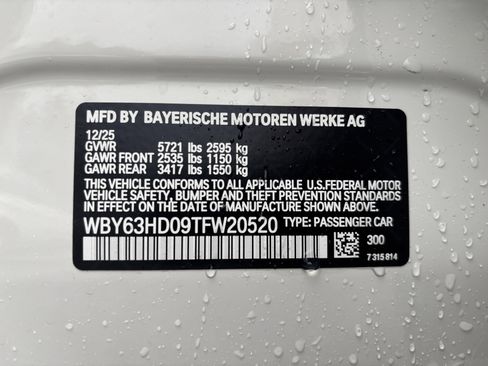 MFD BY BAYERISCHE MOTOREN WERKE AG
12/25
GVWR 5721 lbs 2595 kg
GAWR FRONT 2535 lbs 1150 kg
GAWR REAR 3417 lbs 1550 kg
THIS VEHICLE CONFORMS TO ALL APPLICABLE U.S.FEDERAL MOTOR
VEHICLE SAFETY, BUMPER AND THEFT PREVENTION STANDARDS
IN EFFECT ON THE DATE OF MANUFACTURE SHOWN ABOVE.
WBY63HD09TFW20520 TYPE: PASSENGER CAR
300
7 315 814